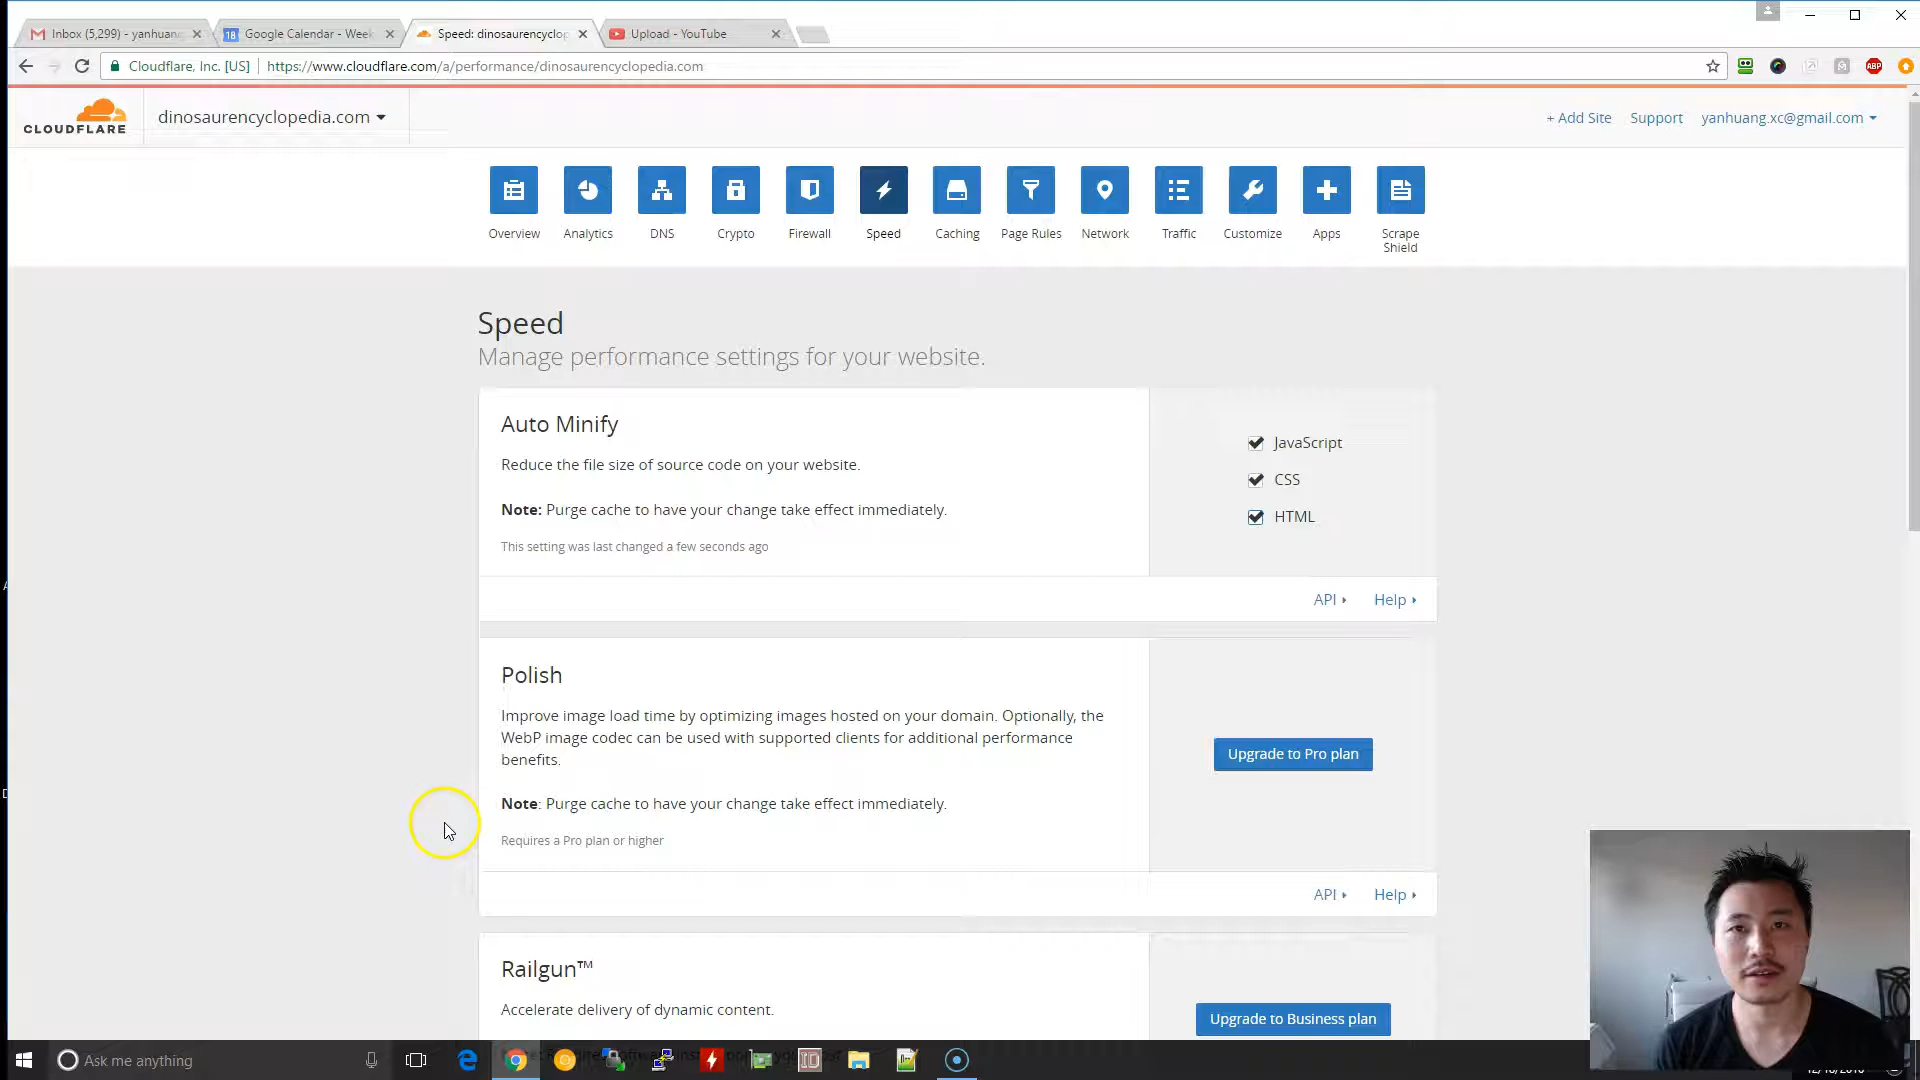 Inbox (5,299) - yanhuang
Google Calendar - Week
Speed: dinosaurencyclop
Upload - YouTube
Cloudflare, Inc. [US]
https://www.cloudflare.com/a/performance/dinosaurencyclopedia.com
ABP
CLOUDFLARE
dinosaurencyclopedia.com
+ Add Site
Support
yanhuang.xc@gmail.com
Overview
Analytics
DNS
Crypto
Firewall
Speed
Caching
Page Rules
Network
Traffic
Customize
Apps
Scrape
Shield
Speed
Manage performance settings for your website.
Auto Minify
Reduce the file size of source code on your website.
Note: Purge cache to have your change take effect immediately.
This setting was last changed a few seconds ago
JavaScript
CSS
HTML
API
Help
Polish
Improve image load time by optimizing images hosted on your domain. Optionally, the
WebP image codec can be used with supported clients for additional performance
benefits.
Note: Purge cache to have your change take effect immediately.
Requires a Pro plan or higher
Upgrade to Pro plan
API
Help
Railgun™
Accelerate delivery of dynamic content.
Upgrade to Business plan
Ask me anything